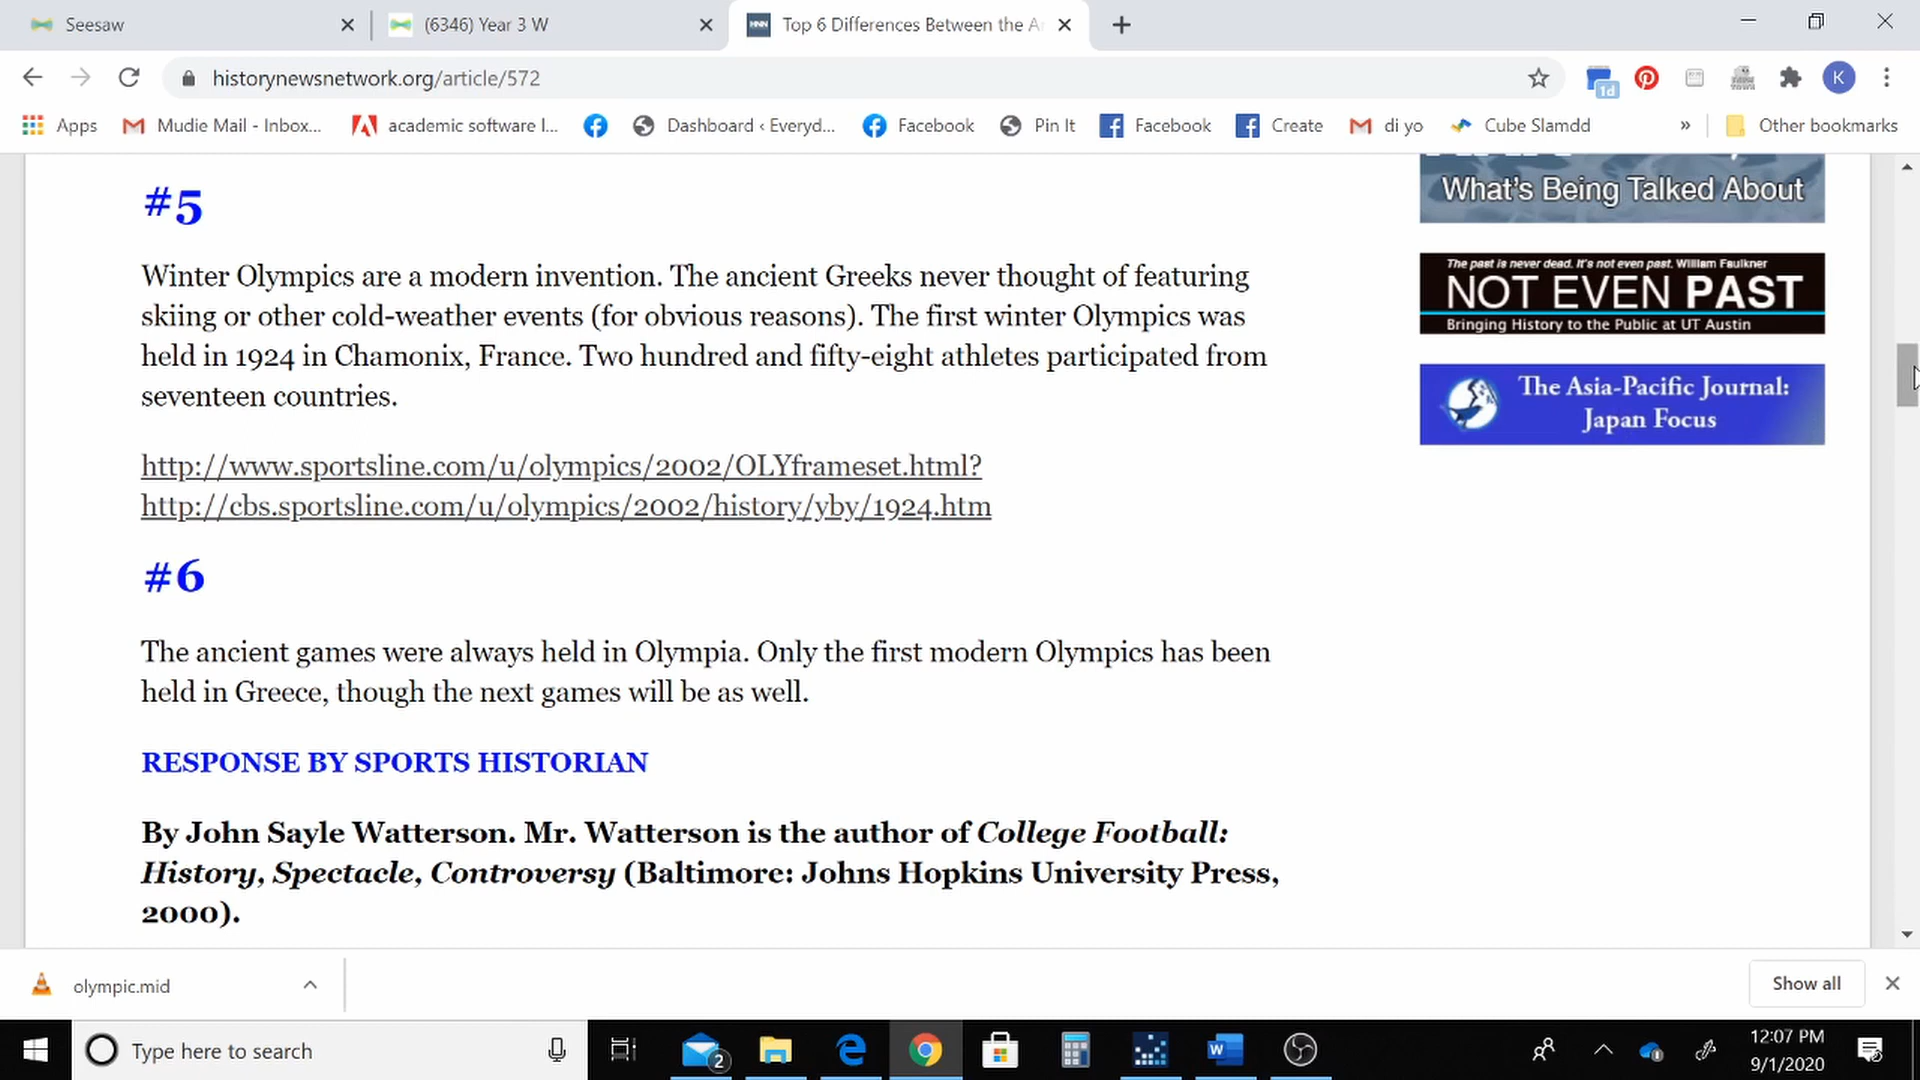 Seesaw
(6346) Year 3 W
HNN
Top 6 Differences Between the A
historynewsnetwork.org/article/572
1d
K
Apps
Mudie Mail - Inbox...
academic software l...
Dashboard ‹ Everyd...
Facebook
Pin It
Facebook
Create
di yo
Cube Slamdd
»
Other bookmarks
What's Being Talked About
#5
Winter Olympics are a modern invention. The ancient Greeks never thought of featuring
skiing or other cold-weather events (for obvious reasons). The first winter Olympics was
held in 1924 in Chamonix, France. Two hundred and fifty-eight athletes participated from
seventeen countries.
The past is never dead. It's not even past. William Faulkner
NOT EVEN PAST
Bringing History to the Public at UT Austin
The Asia-Pacific Journal:
Japan Focus
http://www.sportsline.com/u/olympics/2002/OLYframeset.html?
http://cbs.sportsline.com/u/olympics/2002/history/yby/1924.htm
#6
The ancient games were always held in Olympia. Only the first modern Olympics has been
held in Greece, though the next games will be as well.
RESPONSE BY SPORTS HISTORIAN
By John Sayle Watterson. Mr. Watterson is the author of College Football:
History, Spectacle, Controversy (Baltimore: Johns Hopkins University Press,
2000).
olympic.mid
Show all
Type here to search
2
W
12:07 PM
9/1/2020